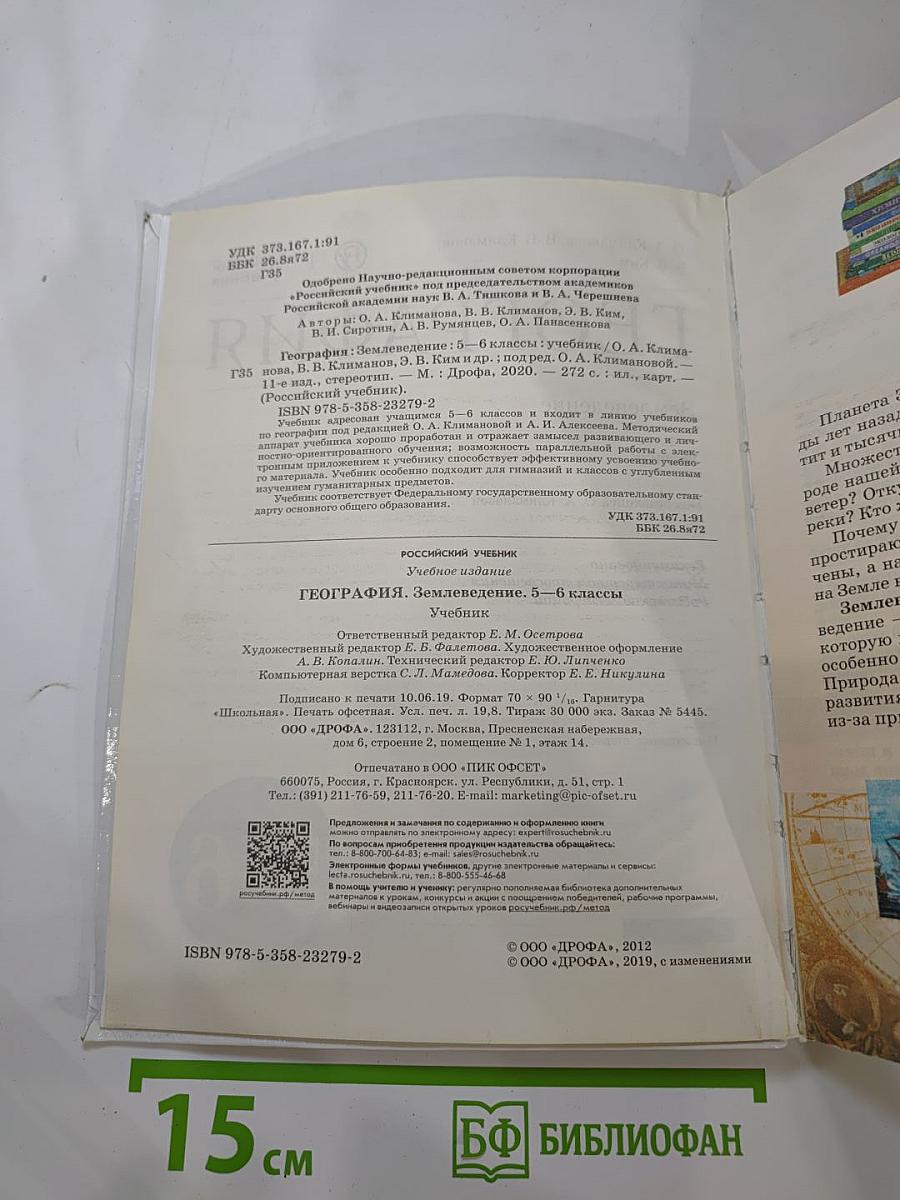 УДК 373.167.1:91
ББК 26.8я72
Г35
Одобрено Научно-редакционным советом корпорации
«Российский учебник» под председательством академиков
Российской академии наук В. А. Тишкова и В. А. Черешнева
Авторы: О. А. Климанова, В. В. Климанов, Э. В. Ким,
В. И. Сиротин, А. В. Румянцев, О. А. Панасенкова
География : Землеведение : 5—6 классы : учебник / О. А. Клима-
Г35 нова, В. В. Климанов, Э. В. Ким и др. ; под ред. О. А. Климановой. —
11-е изд., стереотип. — М. : Дрофа, 2020. — 272 с. : ил., карт. —
(Российский учебник).
ISBN 978-5-358-23279-2
Учебник адресован учащимся 5—6 классов и входит в линию учебников
по географии под редакцией О. А. Климановой и А. И. Алексеева. Методический
аппарат учебника хорошо проработан и отражает замысел развивающего и лич-
ностно-ориентированного обучения; возможность параллельной работы с элек-
тронным приложением к учебнику способствует эффективному усвоению учебно-
го материала. Учебник особенно подходит для гимназий и классов с углубленным
изучением гуманитарных предметов.
Учебник соответствует Федеральному государственному образовательному стан-
дарту основного общего образования.
УДК 373.167.1:91
ББК 26.8я72
РОССИЙСКИЙ УЧЕБНИК
Учебное издание
ГЕОГРАФИЯ. Землеведение. 5—6 классы
Учебник
Ответственный редактор Е. М. Осетрова
Художественный редактор Е. Б. Фалетова. Художественное оформление
А. В. Копалин. Технический редактор Е. Ю. Липченко
Компьютерная верстка С. Л. Мамедова. Корректор Е. Е. Никулина
Подписано к печати 10.06.19. Формат 70 × 90 1/16. Гарнитура
«Школьная». Печать офсетная. Усл. печ. л. 19,8. Тираж 30 000 экз. Заказ № 5445.
ООО «ДРОФА». 123112, г. Москва, Пресненская набережная,
дом 6, строение 2, помещение № 1, этаж 14.
Отпечатано в ООО «ПИК ОФСЕТ»
660075, Россия, г. Красноярск. ул. Республики, д. 51, стр. 1
Тел.: (391) 211-76-59, 211-76-20. E-mail: marketing@pic-ofset.ru
Предложения и замечания по содержанию и оформлению книги
можно отправлять по электронному адресу: expert@rosuchebnik.ru
По вопросам приобретения продукции издательства обращайтесь:
тел.: 8-800-700-64-83; e-mail: sales@rosuchebnik.ru
Электронные формы учебников, другие электронные материалы и сервисы:
lecta.rosuchebnik.ru, тел.: 8-800-555-46-68
В помощь учителю и ученику: регулярно пополняемая библиотека дополнительных
материалов к урокам, конкурсы и акции с поощрением победителей, рабочие программы,
вебинары и видеозаписи открытых уроков росучебник.рф/метод
росучебник.рф/метод
ISBN 978-5-358-23279-2
© ООО «ДРОФА», 2012
© ООО «ДРОФА», 2019, с изменениями
ХИМИЯ
Планета
ды лет назад
тит и тысячи
Множест
роде нашей
ветер? Отку
реки? Кто
Почему
простираю
чены, а на
на Земле
Землев
ведение —
которую
особенно
Природа
развития
из-за при
15 см
БФ БИБЛИОФАН